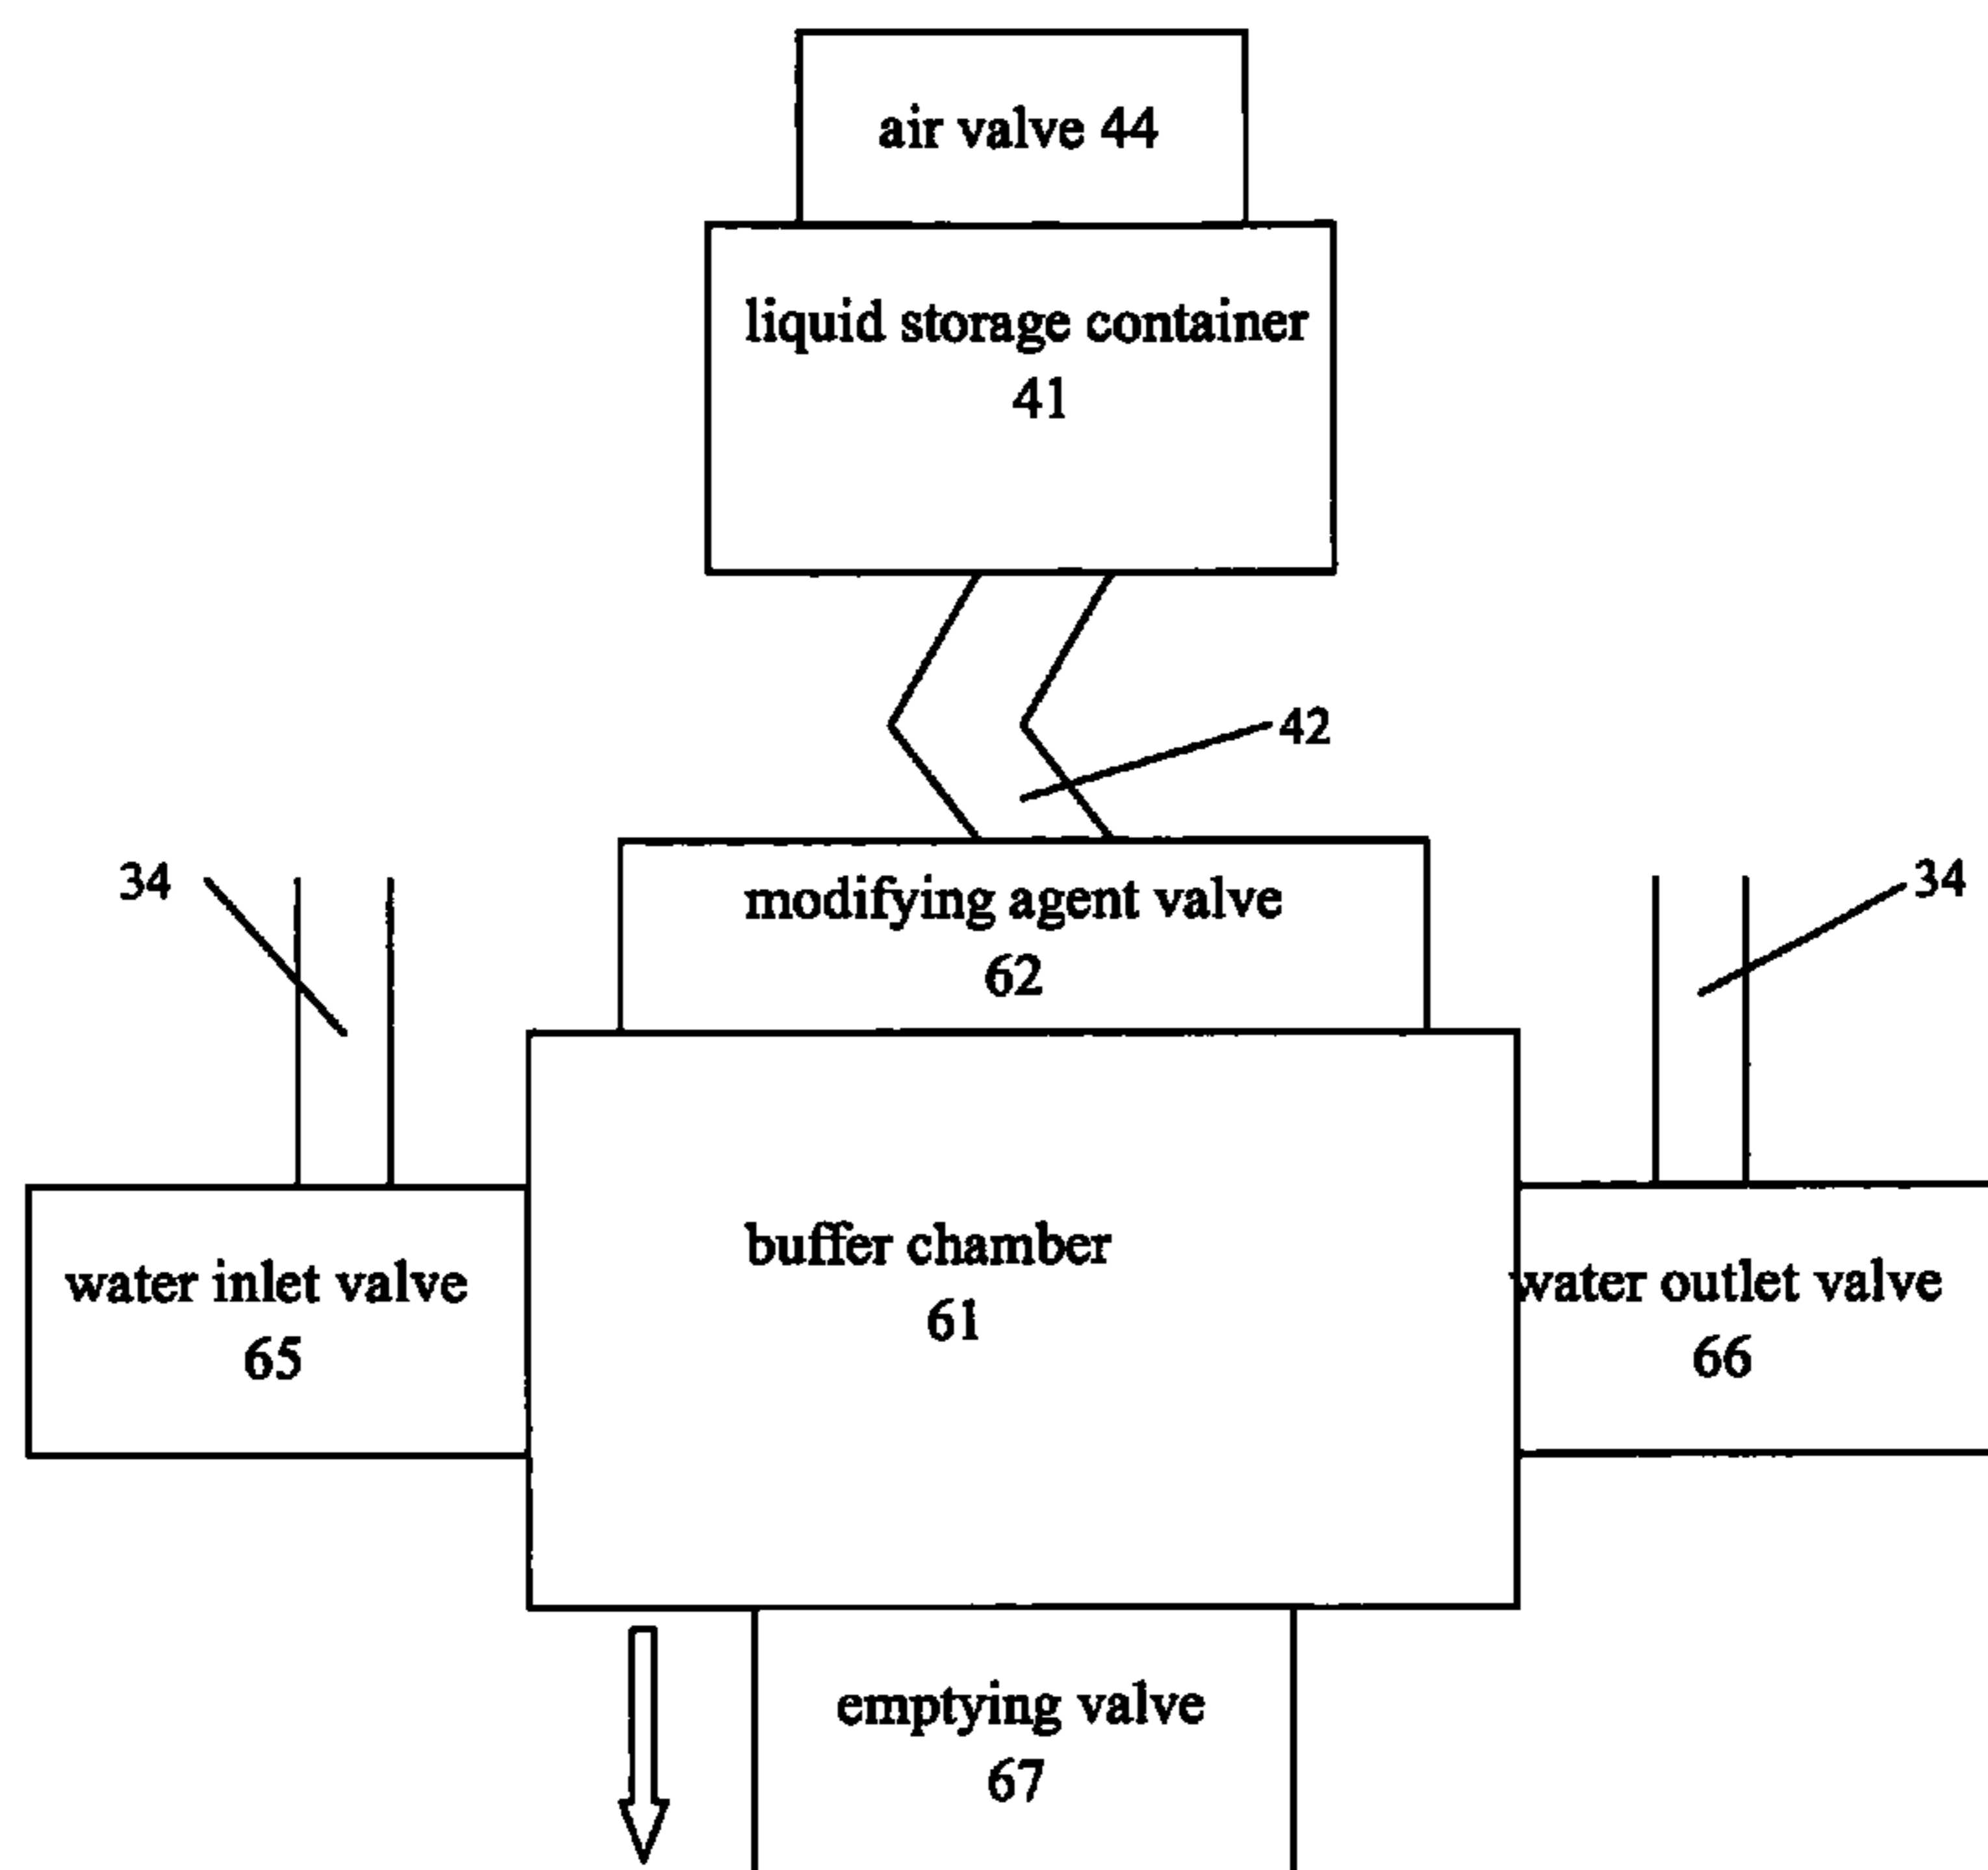 air valve 44
liquid storage container
41
42
34
modifying agent valve
62
34
buffer chamber
61
water inlet valve
65
water outlet valve
66
emptying valve
67